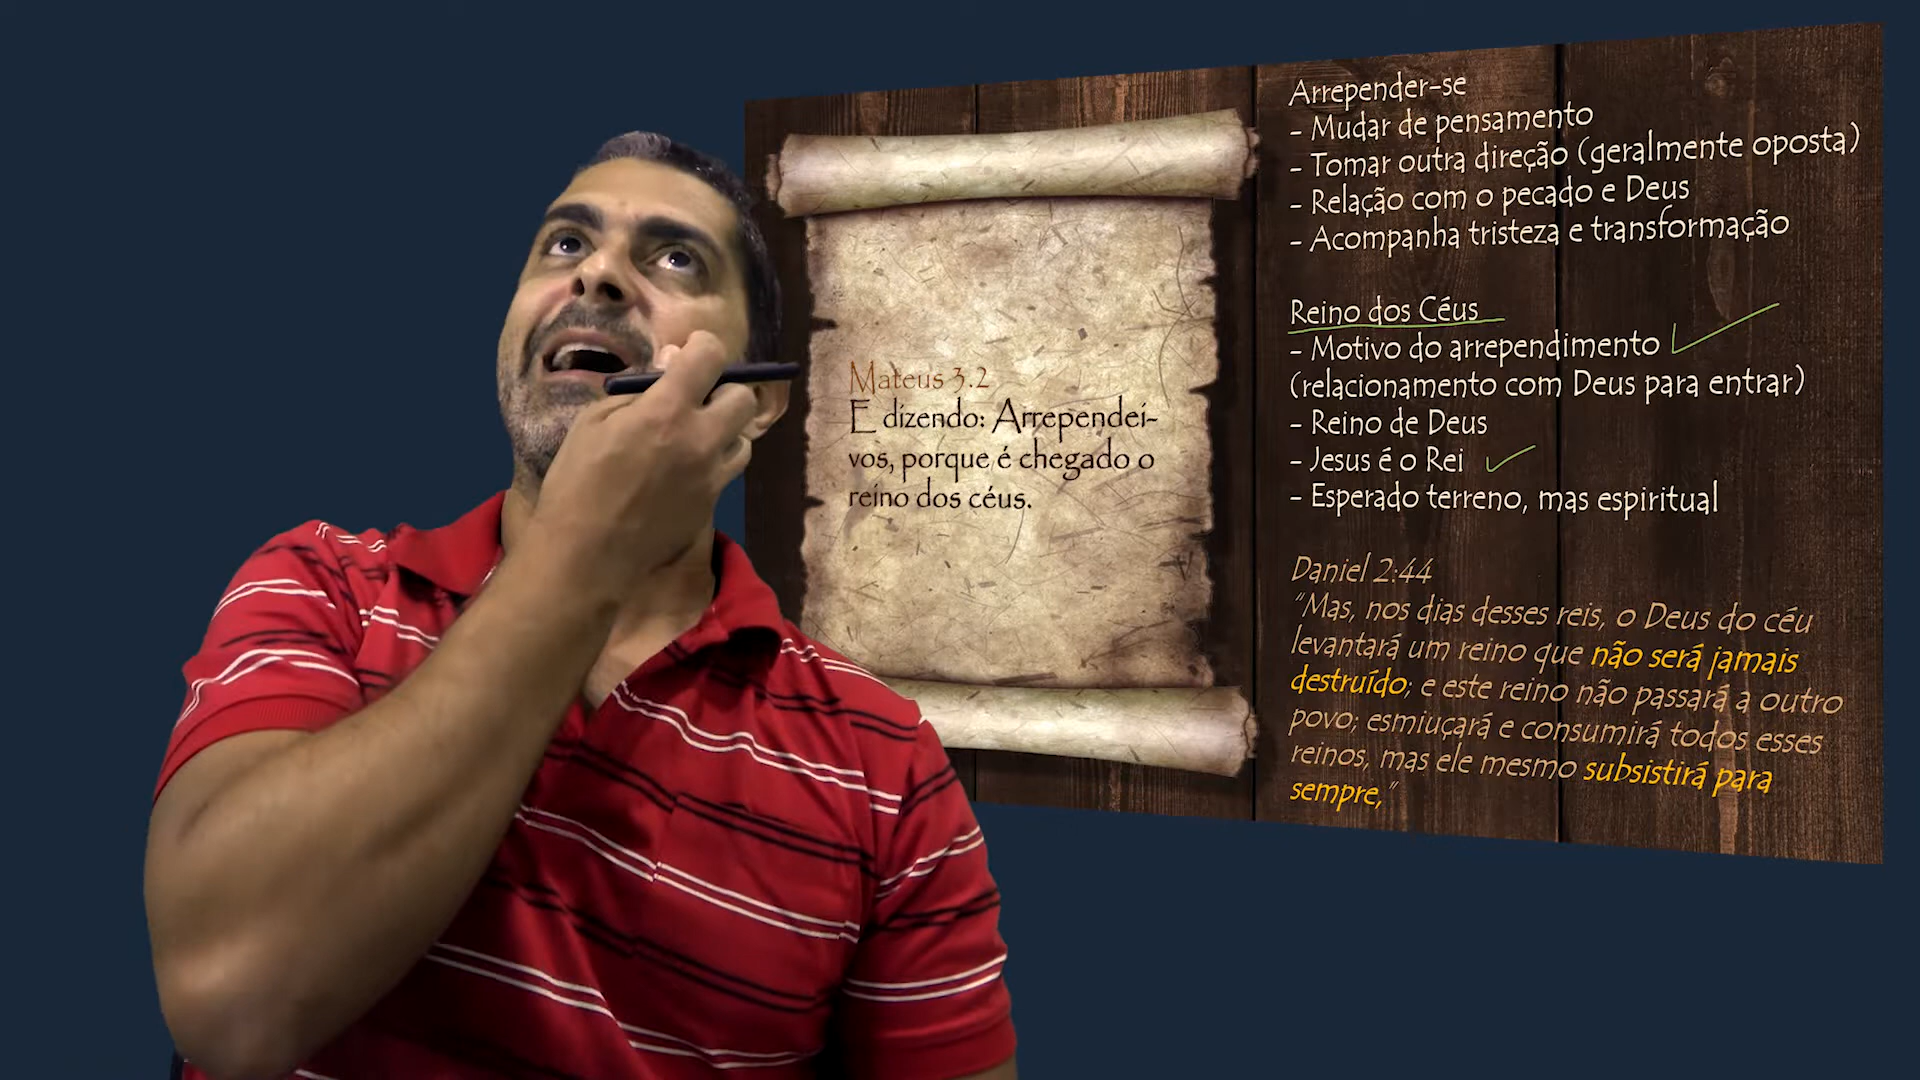 Mateus 3.2
E dizendo: Arrependei-
vos, porque é chegado o
reino dos céus.
Arrepender-se
- Mudar de pensamento
- Tomar outra direção (geralmente oposta)
- Relação com o pecado e Deus
- Acompanha tristeza e transformação
Reino dos Céus
- Motivo do arrependimento
(relacionamento com Deus para entrar)
- Reino de Deus
- Jesus é o Rei
- Esperado terreno, mas espiritual
Daniel 2:44
“Mas, nos dias desses reis, o Deus do céu
levantará um reino que não será jamais
destruído; e este reino não passará a outro
povo; esmiuçará e consumirá todos esses
reinos, mas ele mesmo subsistirá para
sempre,”